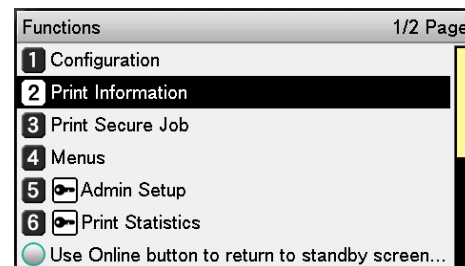 Functions 1/2 Page
1 Configuration
2 Print Information
3 Print Secure Job
4 Menus
5 Admin Setup
6 Print Statistics
Use Online button to return to standby screen...